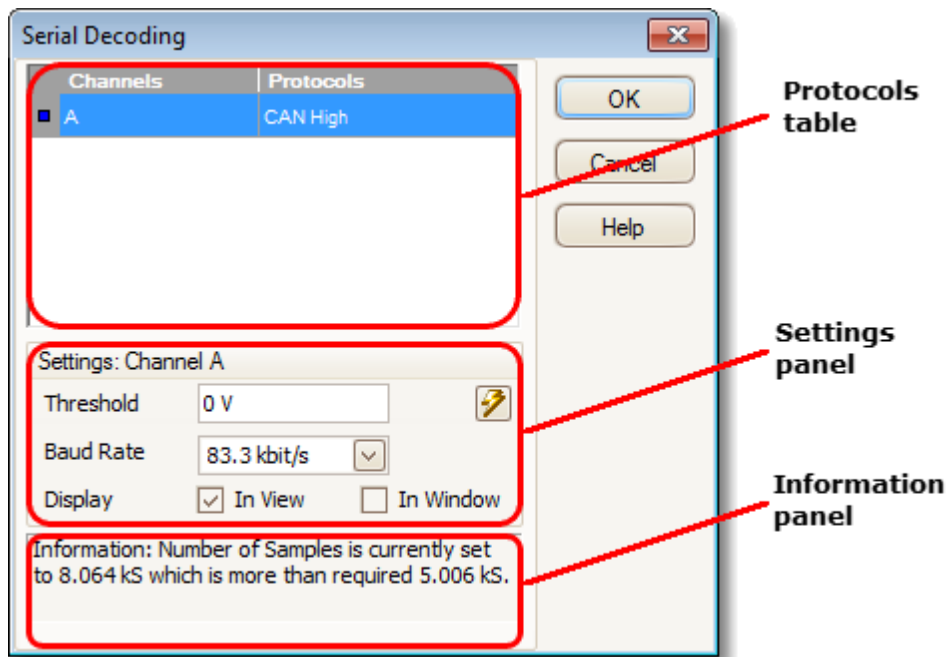 Serial Decoding
Channels Protocols
A CAN High
OK
Cancel
Help
Protocols
table
Settings: Channel A
Threshold 0 V
Baud Rate 83.3 kbit/s
Display In View In Window
Settings
panel
Information: Number of Samples is currently set
to 8.064 kS which is more than required 5.006 kS.
Information
panel